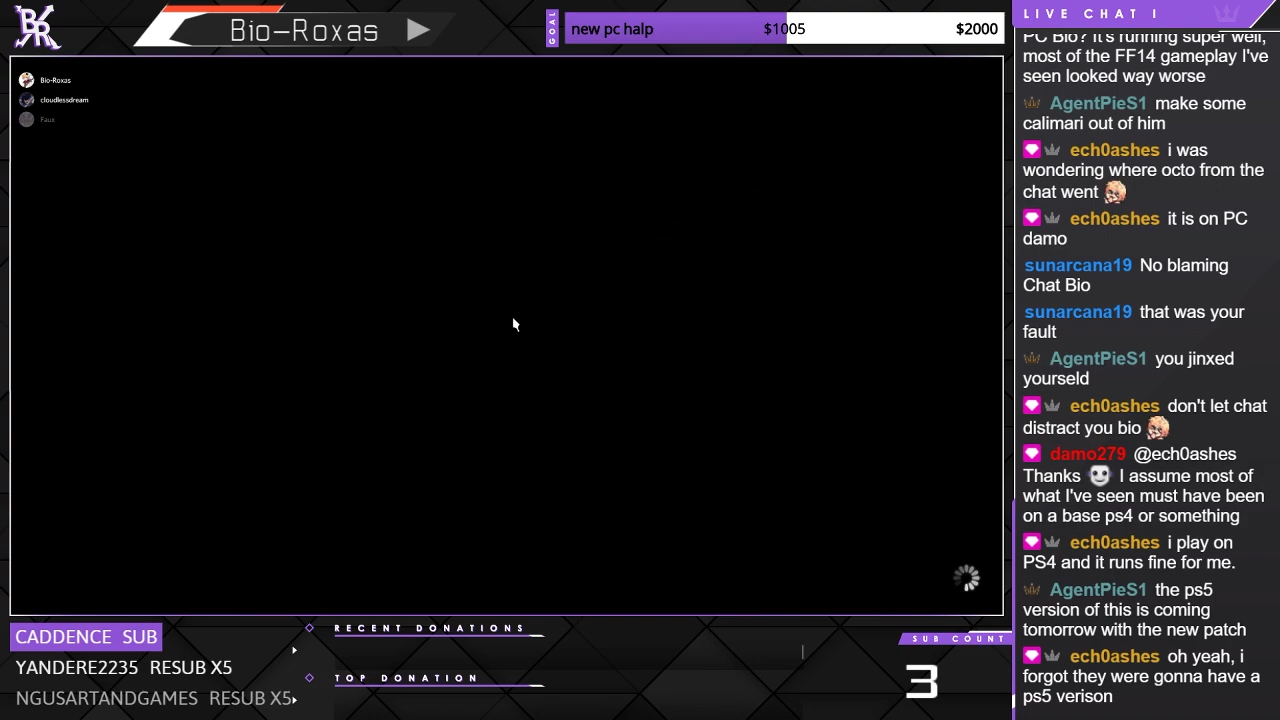 BR
Bio-Roxas
GOAL
new pc halp $1005 $2000
LIVE CHAT
Bio-Roxas
cloudlessdream
Faux
PC Bio? It's running super well,
most of the FF14 gameplay I've
seen looked way worse
AgentPieS1 make some
calimari out of him
ech0ashes i was
wondering where octo from the
chat went
ech0ashes it is on PC
damo
sunarcana19 No blaming
Chat Bio
sunarcana19 that was your
fault
AgentPieS1 you jinxed
yourseld
ech0ashes don't let chat
distract you bio
damo279 @ech0ashes
Thanks I assume most of
what I've seen must have been
on a base ps4 or something
ech0ashes i play on
PS4 and it runs fine for me.
AgentPieS1 the ps5
version of this is coming
tomorrow with the new patch
ech0ashes oh yeah, i
forgot they were gonna have a
ps5 verison
CADDENCE SUB
YANDERE2235 RESUB X5
NGUSARTANDGAMES RESUB X5
RECENT DONATIONS
TOP DONATION
SUB COUNT
3